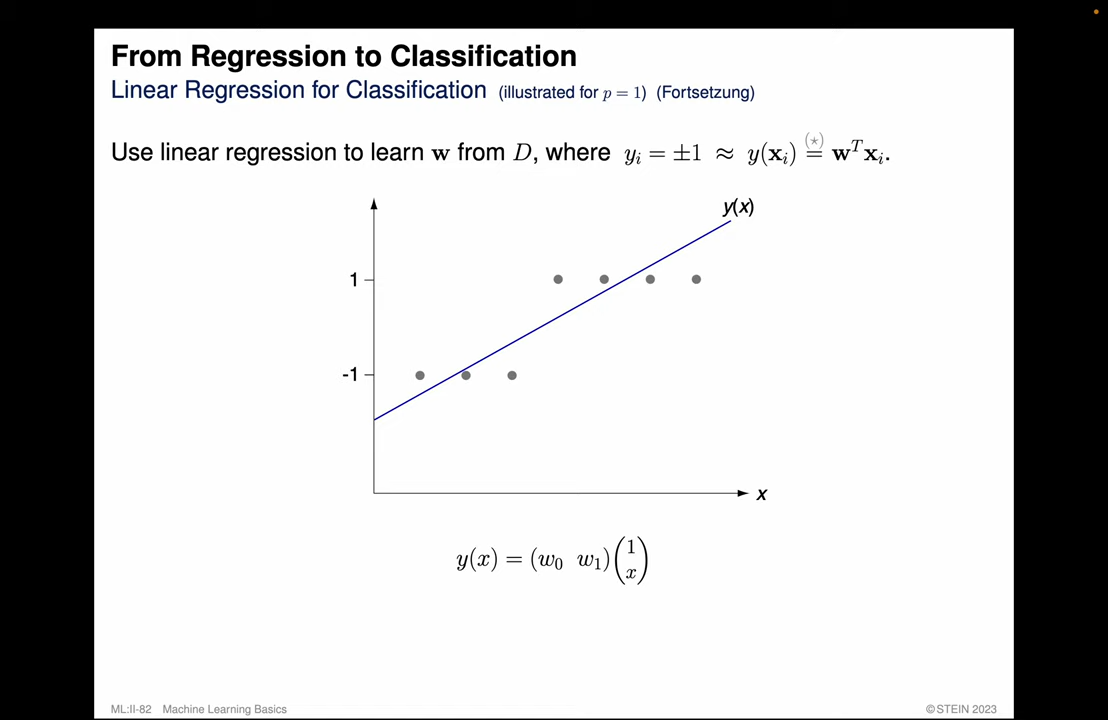 From Regression to Classification
Linear Regression for Classification (illustrated for p = 1) (Fortsetzung)
Use linear regression to learn w from D, where yᵢ = ±1 ≈ y(xᵢ) (⋆)= wᵀxᵢ.
y(x)
1
-1
x
y(x) = (w₀ w₁)(1 x)
ML:II-82 Machine Learning Basics
©STEIN 2023